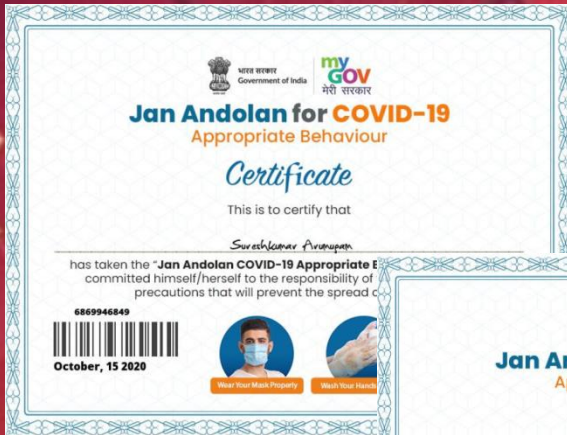 भारत सरकार
Government of India
my
GOV
मेरी सरकार
Jan Andolan for COVID-19
Appropriate Behaviour
Certificate
This is to certify that
Sureshkumar Arumugam
has taken the "Jan Andolan COVID-19 Appropriate B
committed himself/herself to the responsibility of
precautions that will prevent the spread o
6869946849
October, 15 2020
Wear Your Mask Properly
Wash Your Hands
Jan An
Ap